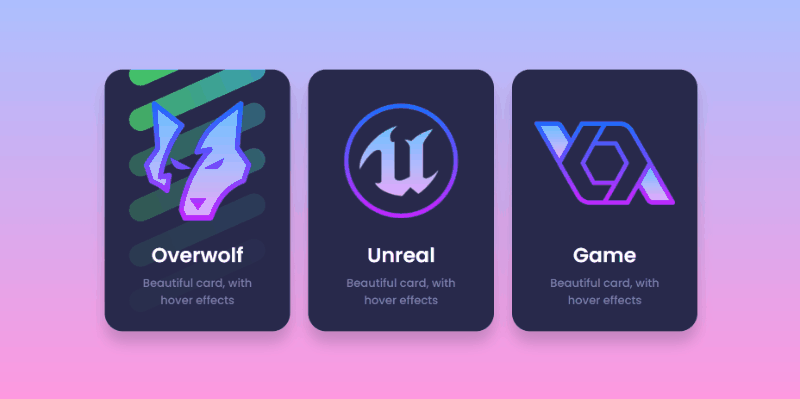 Overwolf
Beautiful card, with
hover effects
Unreal
Beautiful card, with
hover effects
Game
Beautiful card, with
hover effects